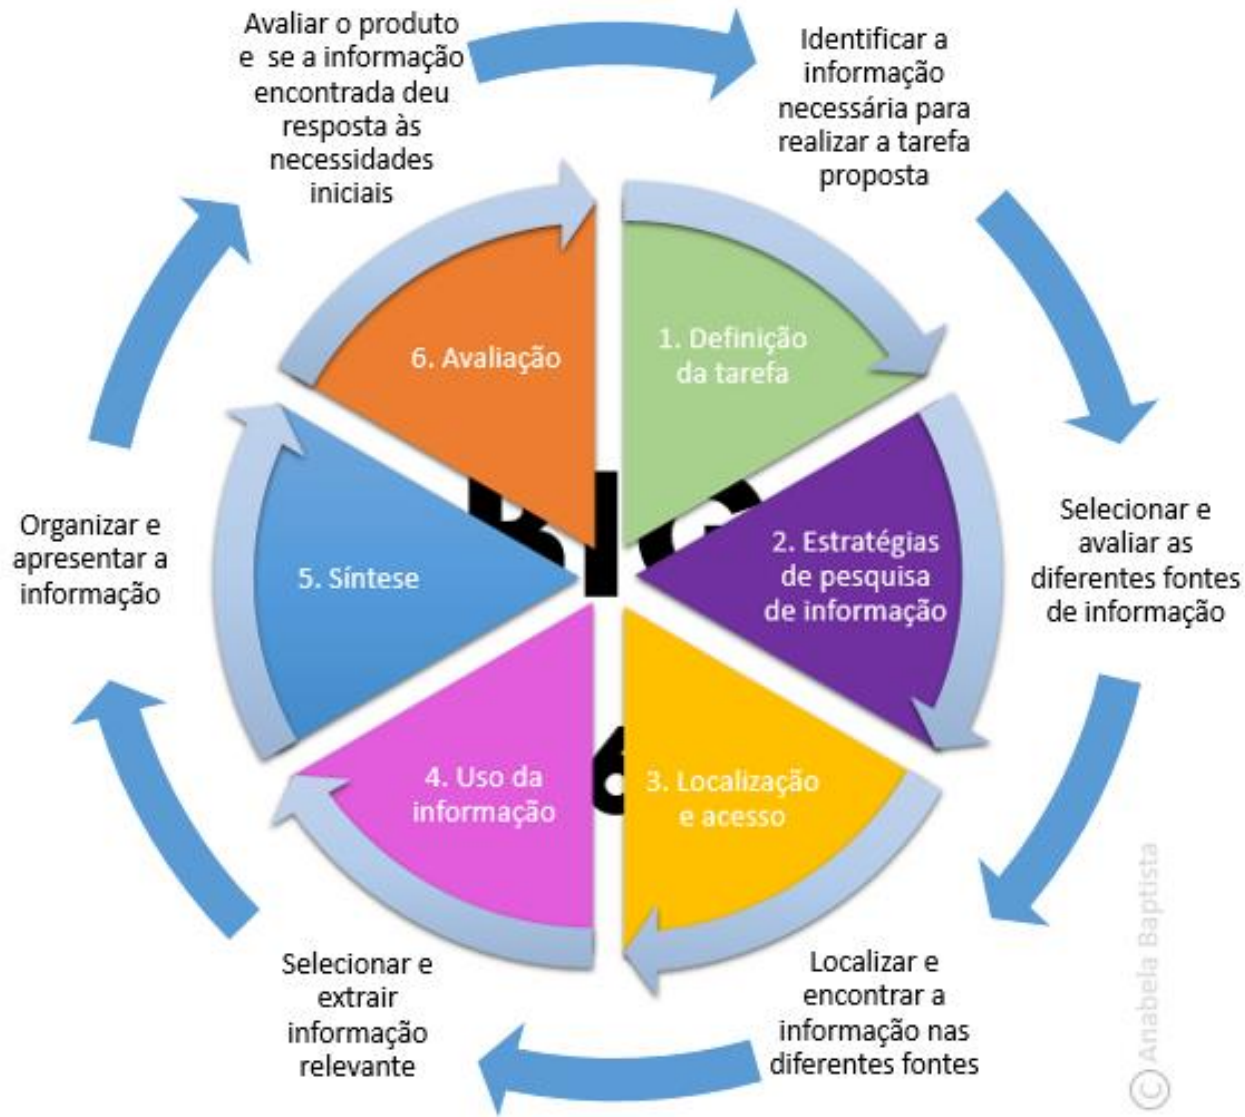 Avaliar o produto
e se a informação
encontrada deu
resposta às
necessidades
iniciais
Identificar a
informação
necessária para
realizar a tarefa
proposta
6. Avaliação
1. Definição
da tarefa
BIG
Organizar e
apresentar a
informação
5. Síntese
2. Estratégias
de pesquisa
de informação
Selecionar e
avaliar as
diferentes fontes
de informação
4. Uso da
informação
6
3. Localização
e acesso
Selecionar e
extrair
informação
relevante
Localizar e
encontrar a
informação nas
diferentes fontes
© Anabela Baptista